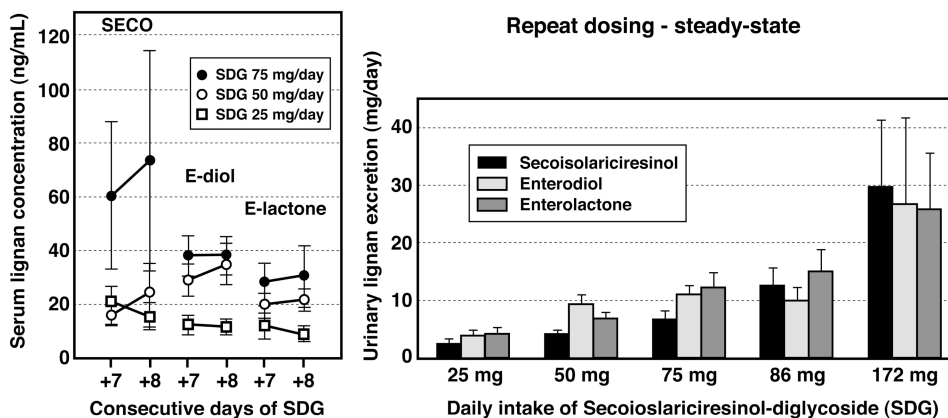 Serum lignan concentration (ng/mL)
120
100
80
60
40
20
0
SECO
SDG 75 mg/day
SDG 50 mg/day
SDG 25 mg/day
E-diol
E-lactone
+7 +8 +7 +8 +7 +8
Consecutive days of SDG
Repeat dosing - steady-state
Urinary lignan excretion (mg/day)
40
30
20
10
0
Secoisolariciresinol
Enterodiol
Enterolactone
25 mg 50 mg 75 mg 86 mg 172 mg
Daily intake of Secoioslariciresinol-diglycoside (SDG)